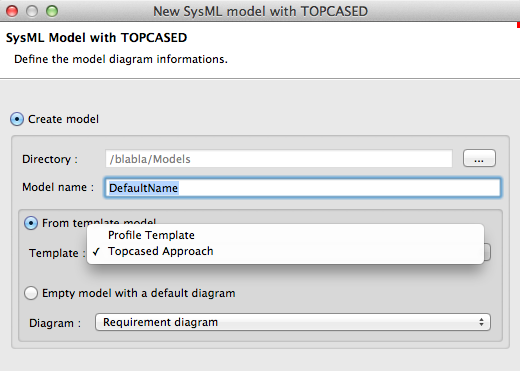 New SysML model with TOPCASED
SysML Model with TOPCASED
Define the model diagram informations.
Create model
Directory : /blabla/Models ...
Model name : DefaultName
From template model
Profile Template
Template : ✓ Topcased Approach
Empty model with a default diagram
Diagram : Requirement diagram